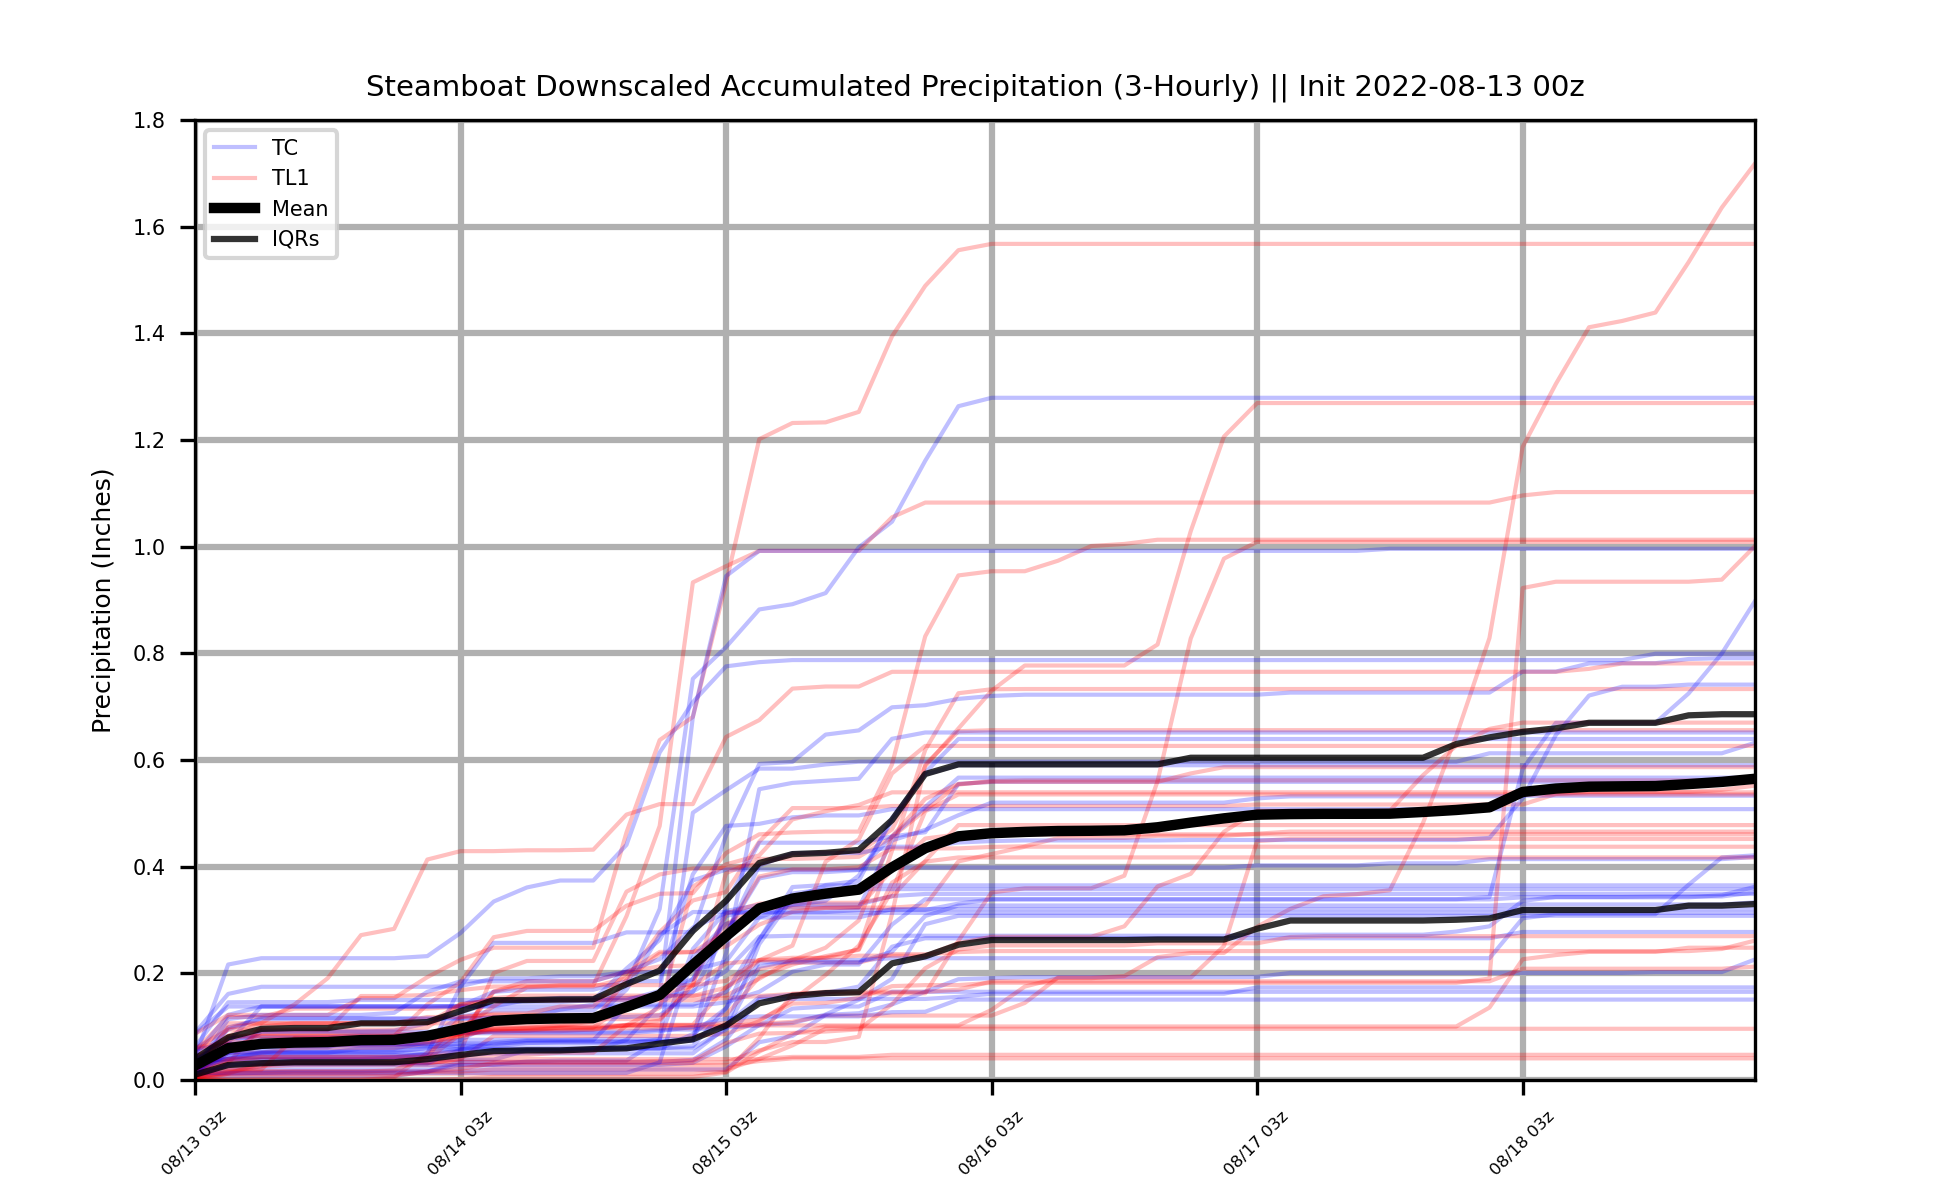 Steamboat Downscaled Accumulated Precipitation (3-Hourly) || Init 2022-08-13 00z
TC
TL1
Mean
IQRs
Precipitation (Inches)
1.8
1.6
1.4
1.2
1.0
0.8
0.6
0.4
0.2
0.0
08/13 03z
08/14 03z
08/15 03z
08/16 03z
08/17 03z
08/18 03z